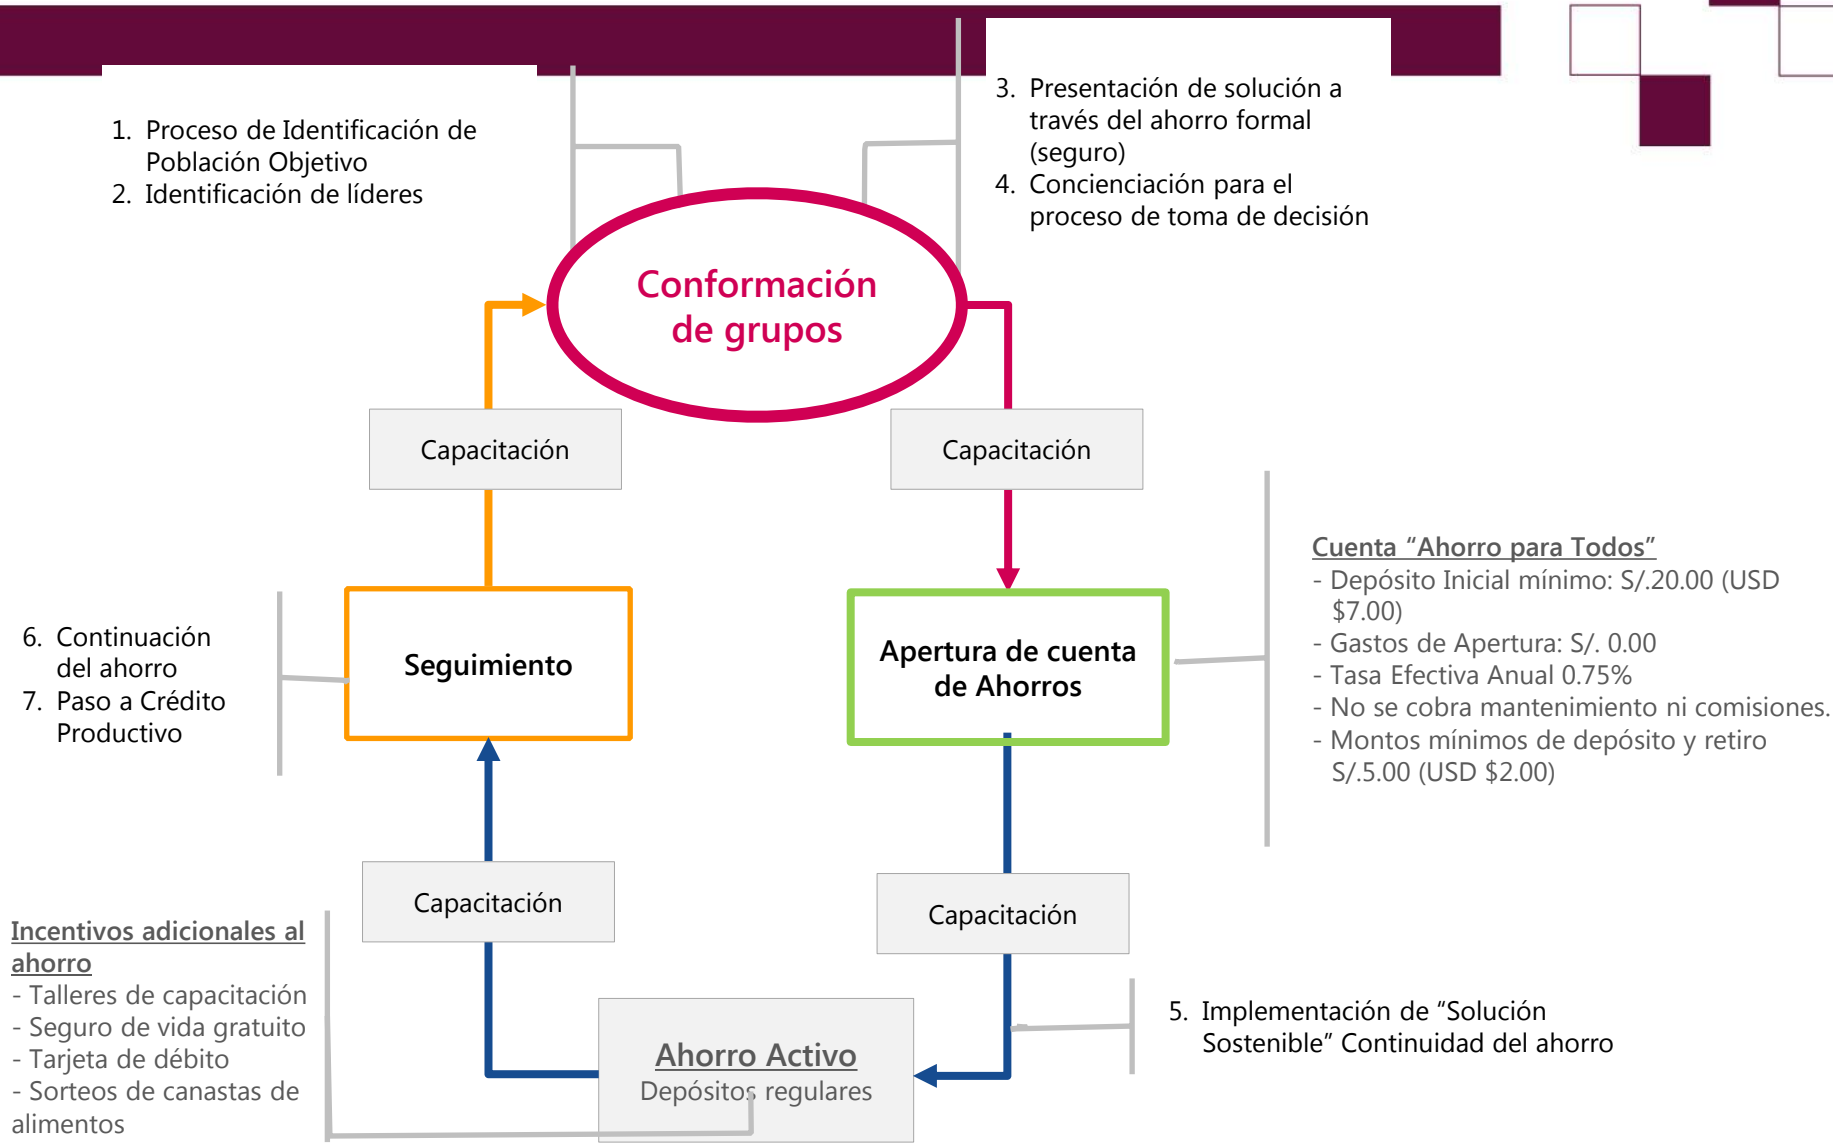 1. Proceso de Identificación de
Población Objetivo
2. Identificación de líderes
3. Presentación de solución a
través del ahorro formal
(seguro)
4. Concienciación para el
proceso de toma de decisión
Conformación
de grupos
Capacitación
Capacitación
Cuenta “Ahorro para Todos”
- Depósito Inicial mínimo: S/.20.00 (USD
$7.00)
- Gastos de Apertura: S/. 0.00
- Tasa Efectiva Anual 0.75%
- No se cobra mantenimiento ni comisiones.
- Montos mínimos de depósito y retiro
S/.5.00 (USD $2.00)
6. Continuación
del ahorro
7. Paso a Crédito
Productivo
Seguimiento
Apertura de cuenta
de Ahorros
Capacitación
Capacitación
Incentivos adicionales al
ahorro
- Talleres de capacitación
- Seguro de vida gratuito
- Tarjeta de débito
- Sorteos de canastas de
alimentos
Ahorro Activo
Depósitos regulares
5. Implementación de “Solución
Sostenible” Continuidad del ahorro